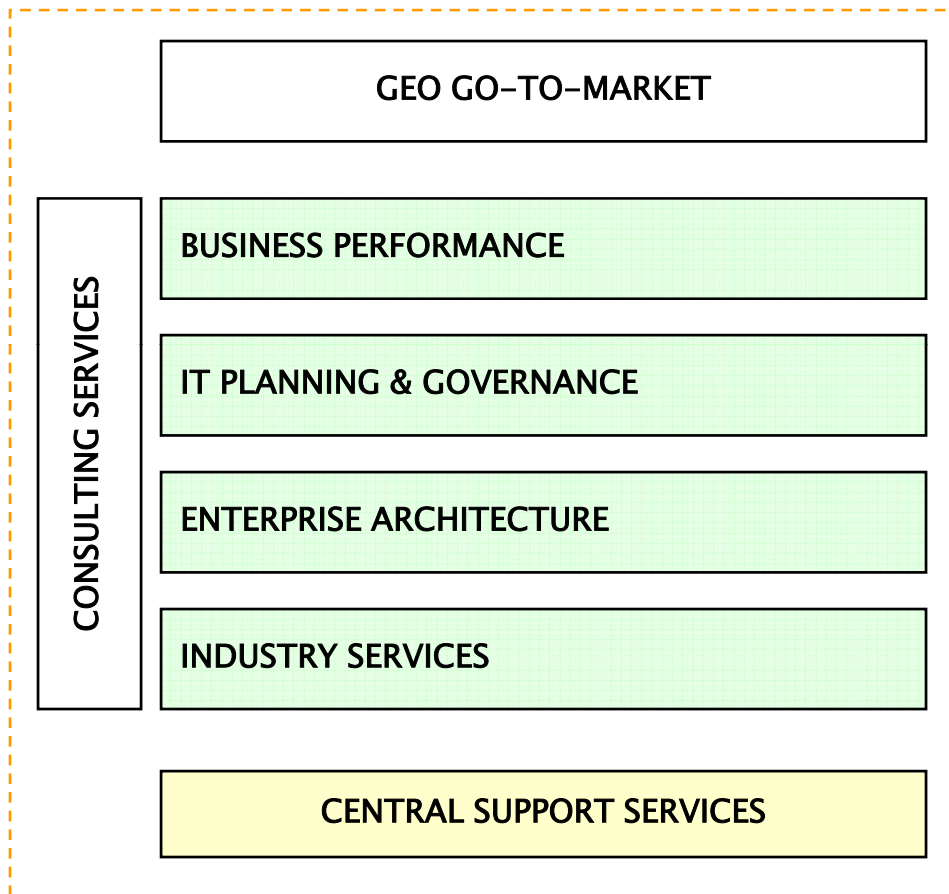 GEO GO-TO-MARKET
CONSULTING SERVICES
BUSINESS PERFORMANCE
IT PLANNING & GOVERNANCE
ENTERPRISE ARCHITECTURE
INDUSTRY SERVICES
CENTRAL SUPPORT SERVICES